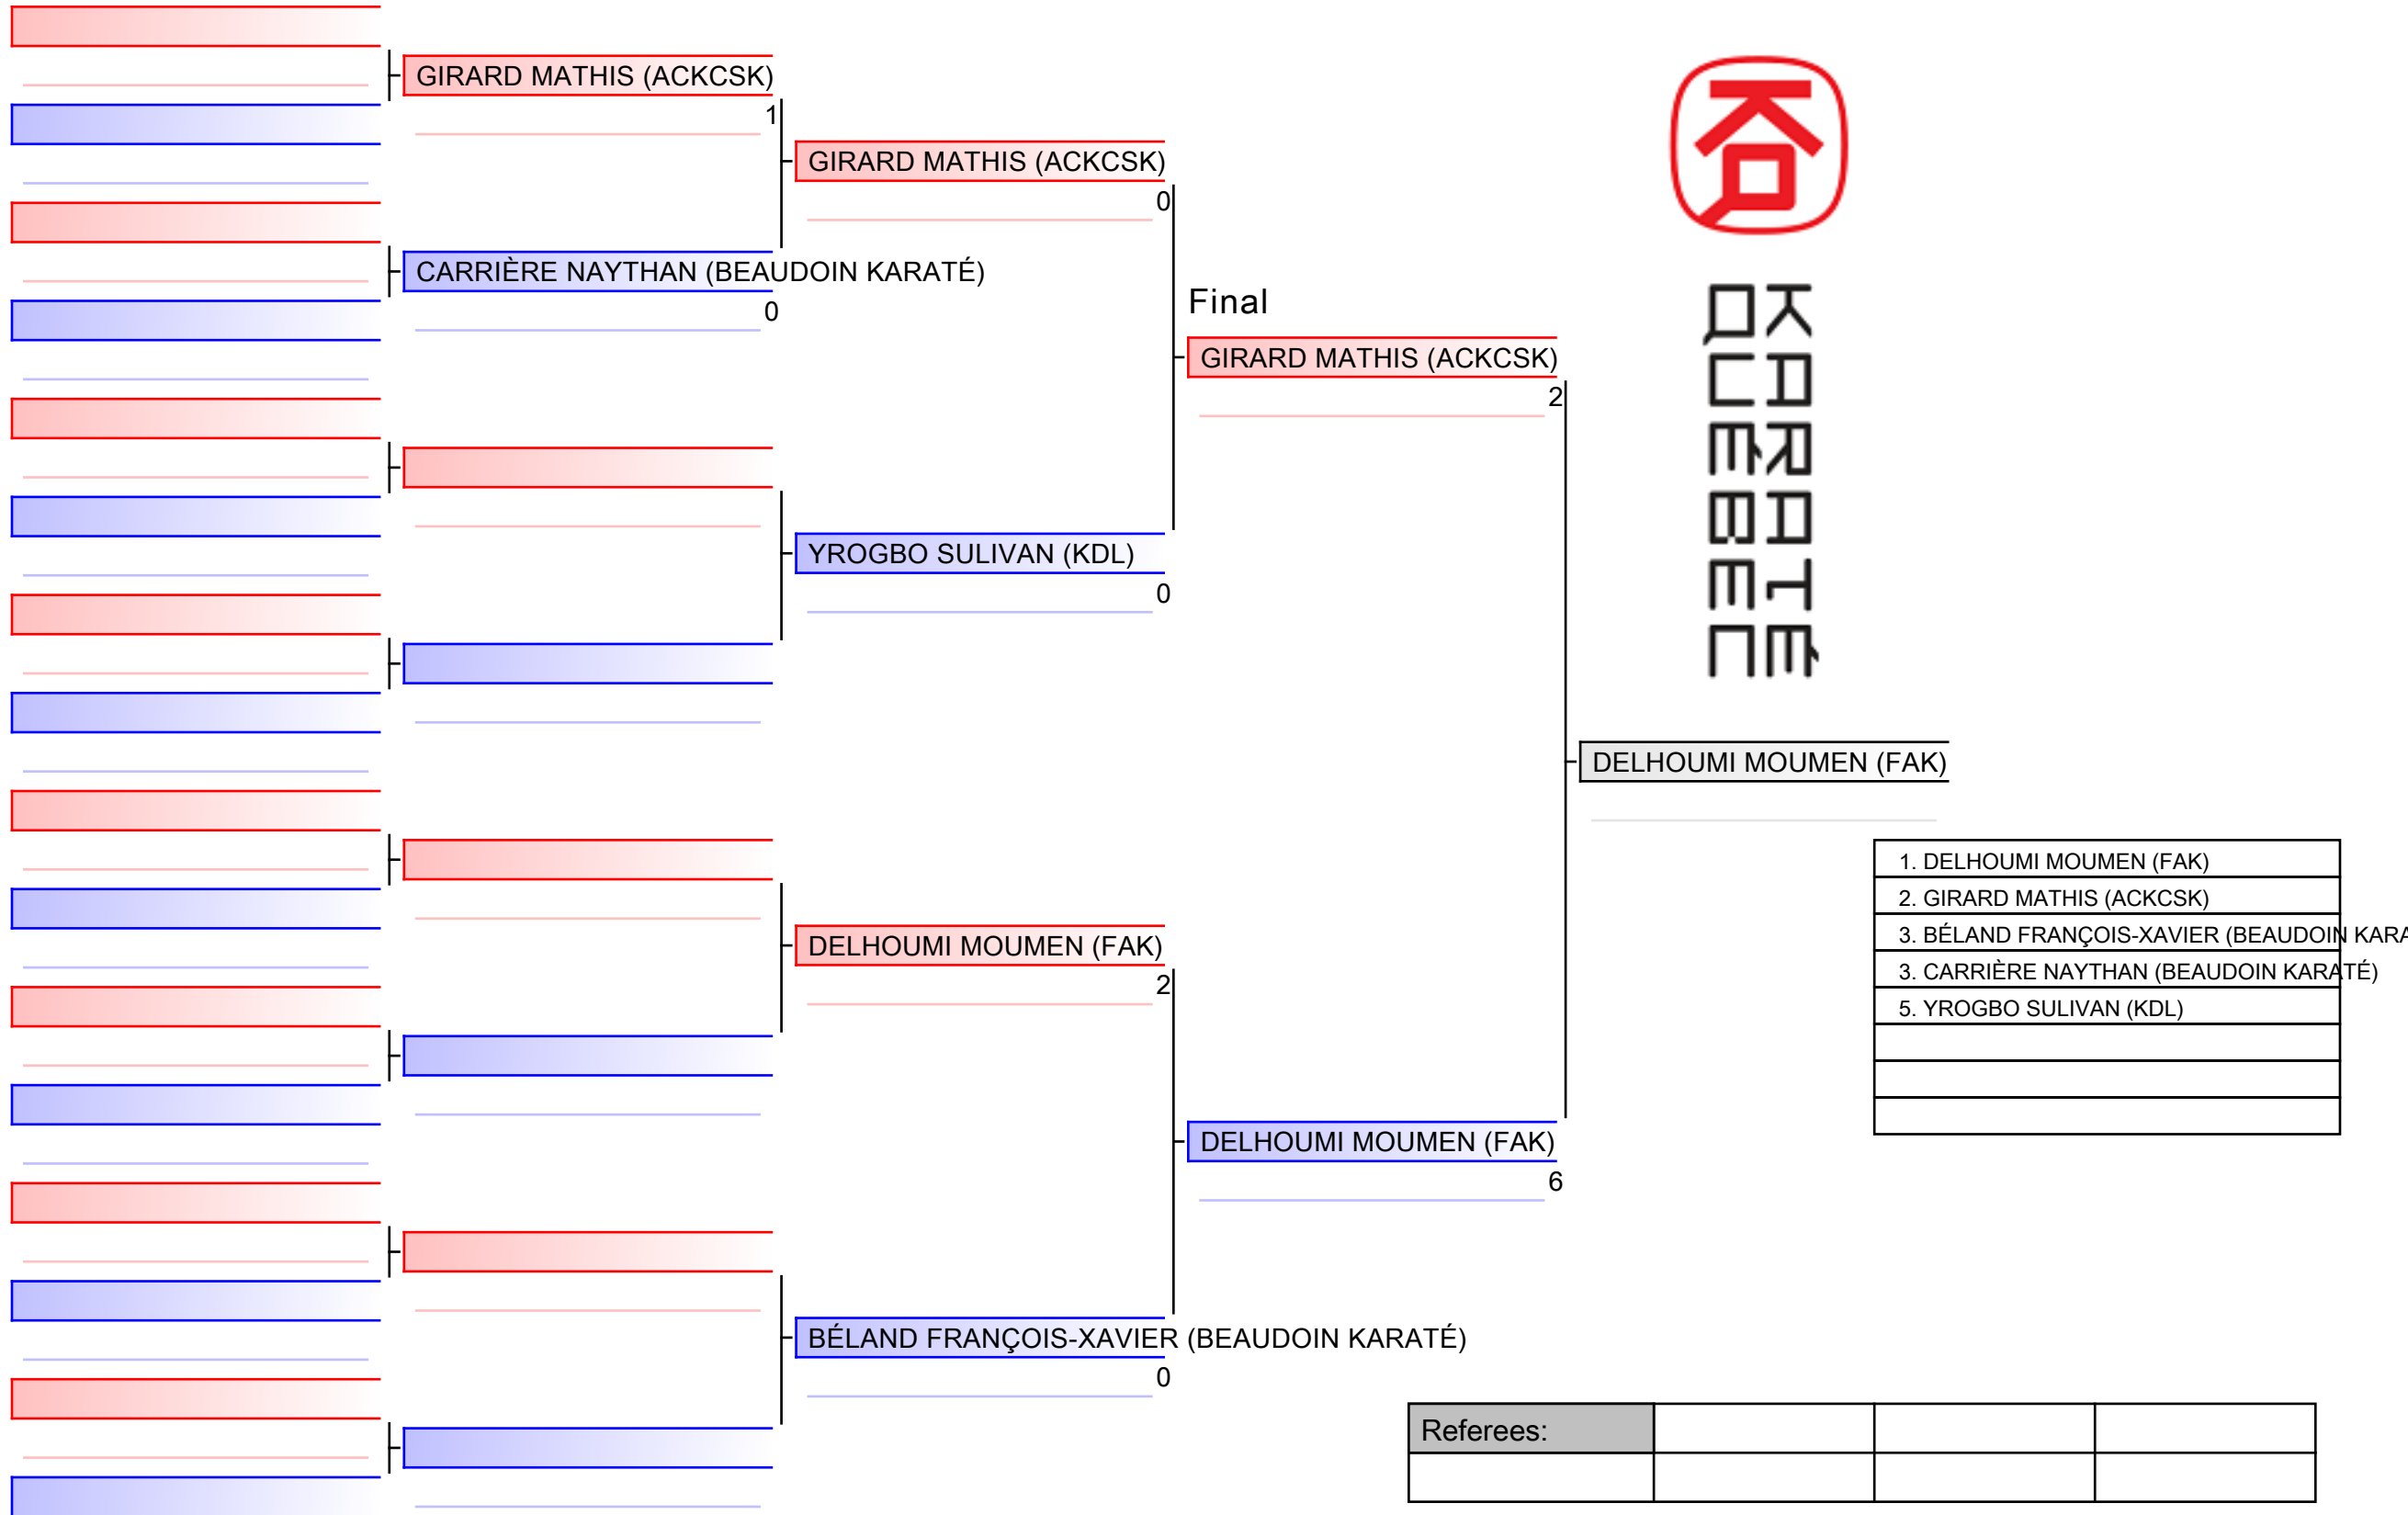 GIRARD MATHIS (ACKCSK)
1
CARRIÈRE NAYTHAN (BEAUDOIN KARATÉ)
0
GIRARD MATHIS (ACKCSK)
0
YROGBO SULIVAN (KDL)
0
DELHOUMI MOUMEN (FAK)
2
BÉLAND FRANÇOIS-XAVIER (BEAUDOIN KARATÉ)
0
Final
GIRARD MATHIS (ACKCSK)
2
DELHOUMI MOUMEN (FAK)
6
DELHOUMI MOUMEN (FAK)
KARATÉ
QUÉBEC
1. DELHOUMI MOUMEN (FAK)
2. GIRARD MATHIS (ACKCSK)
3. BÉLAND FRANÇOIS-XAVIER (BEAUDOIN KARA
3. CARRIÈRE NAYTHAN (BEAUDOIN KARATÉ)
5. YROGBO SULIVAN (KDL)
Referees: